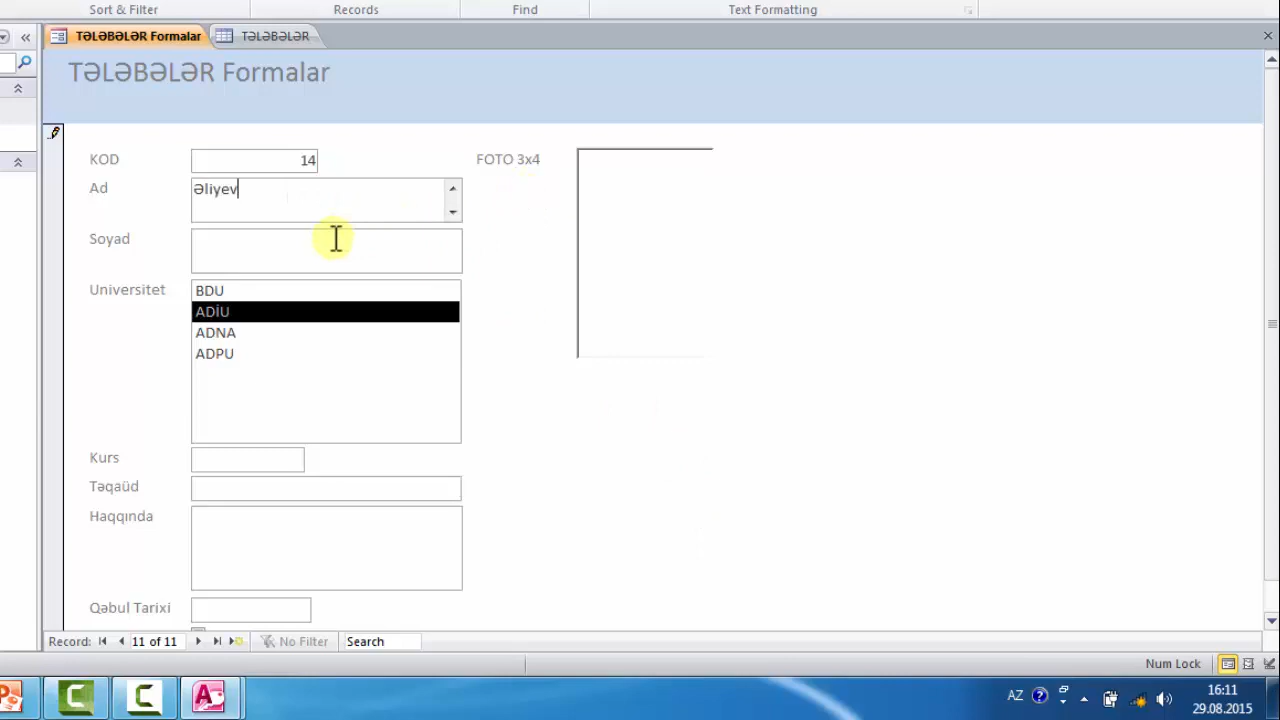 Sort & Filter Records Find Text Formatting
TƏLƏBƏLƏR Formalar TƏLƏBƏLƏR
TƏLƏBƏLƏR Formalar
KOD 14 FOTO 3x4
Ad Əliyev
Soyad
Universitet BDU
ADİU
ADNA
ADPU
Kurs
Təqaüd
Haqqında
Qəbul Tarixi
Record: 11 of 11 No Filter Search
Num Lock
AZ 16:11
29.08.2015